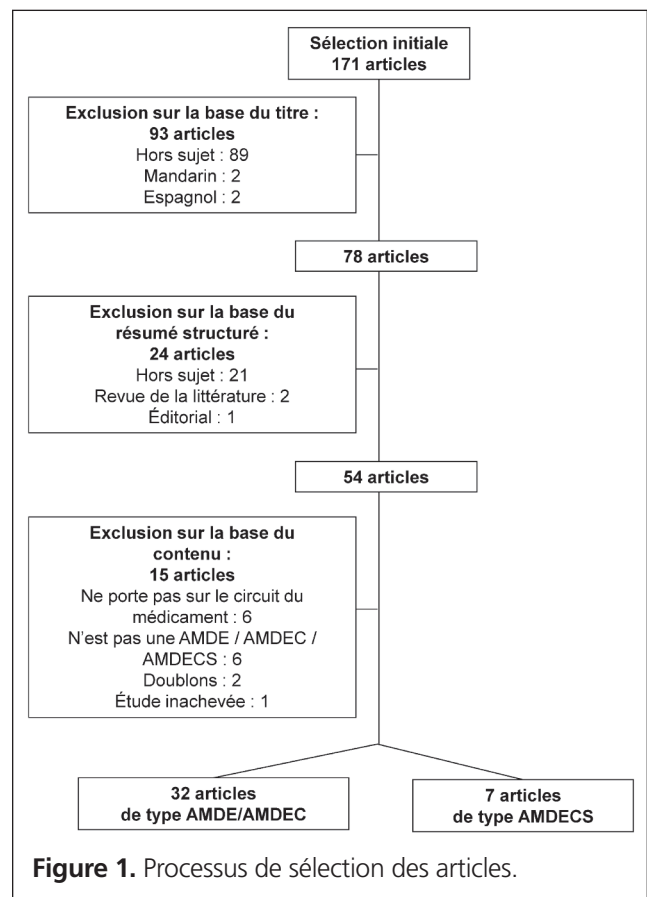 Sélection initiale
171 articles
Exclusion sur la base du titre :
93 articles
Hors sujet : 89
Mandarin : 2
Espagnol : 2
78 articles
Exclusion sur la base du
résumé structuré :
24 articles
Hors sujet : 21
Revue de la littérature : 2
Éditorial : 1
54 articles
Exclusion sur la base du
contenu :
15 articles
Ne porte pas sur le circuit du
médicament : 6
N'est pas une AMDE / AMDEC /
AMDECS : 6
Doublons : 2
Étude inachevée : 1
32 articles
de type AMDE/AMDEC
7 articles
de type AMDECS
Figure 1. Processus de sélection des articles.